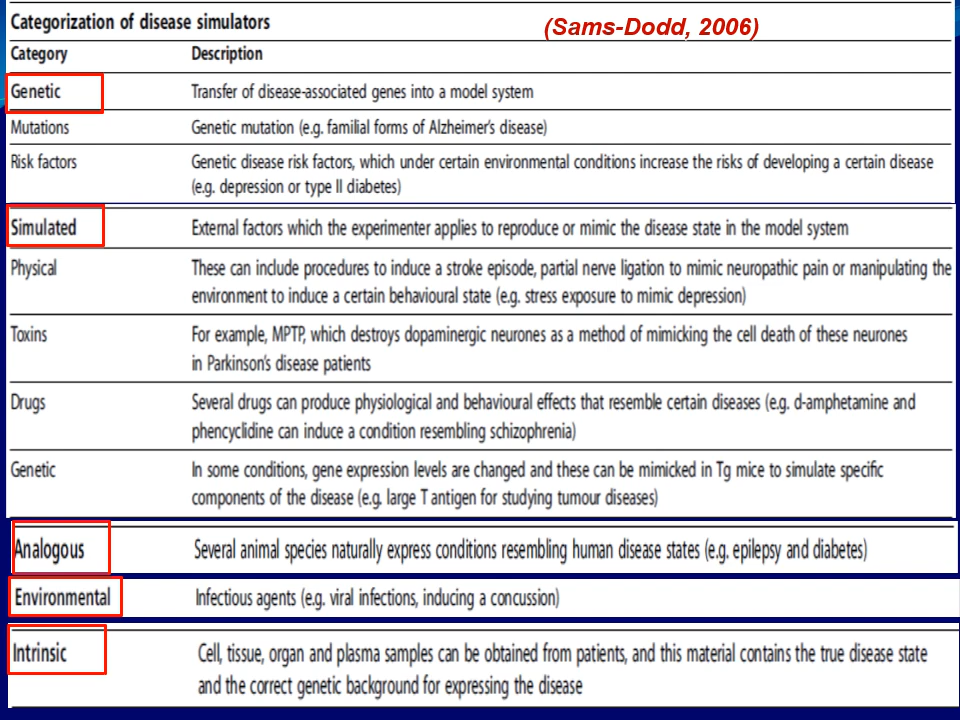 Categorization of disease simulators
(Sams-Dodd, 2006)
Category Description
Genetic Transfer of disease-associated genes into a model system
Mutations Genetic mutation (e.g. familial forms of Alzheimer's disease)
Risk factors Genetic disease risk factors, which under certain environmental conditions increase the risks of developing a certain disease
(e.g. depression or type II diabetes)
Simulated External factors which the experimenter applies to reproduce or mimic the disease state in the model system
Physical These can include procedures to induce a stroke episode, partial nerve ligation to mimic neuropathic pain or manipulating the
environment to induce a certain behavioural state (e.g. stress exposure to mimic depression)
Toxins For example, MPTP, which destroys dopaminergic neurones as a method of mimicking the cell death of these neurones
in Parkinson's disease patients
Drugs Several drugs can produce physiological and behavioural effects that resemble certain diseases (e.g. d-amphetamine and
phencyclidine can induce a condition resembling schizophrenia)
Genetic In some conditions, gene expression levels are changed and these can be mimicked in Tg mice to simulate specific
components of the disease (e.g. large T antigen for studying tumour diseases)
Analogous Several animal species naturally express conditions resembling human disease states (e.g. epilepsy and diabetes)
Environmental Infectious agents (e.g. viral infections, inducing a concussion)
Intrinsic Cell, tissue, organ and plasma samples can be obtained from patients, and this material contains the true disease state
and the correct genetic background for expressing the disease